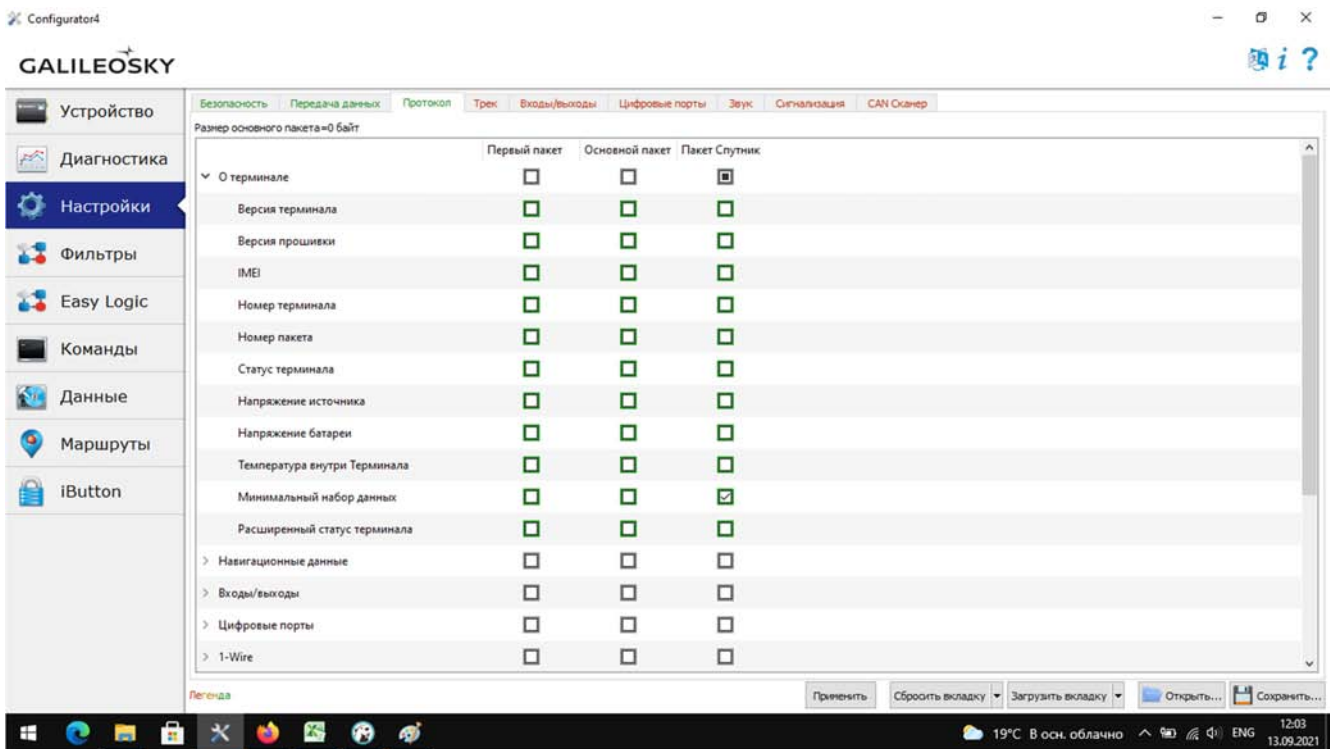 Configurator4
GALILEOSKY
i ?
Устройство
Диагностика
Настройки
Фильтры
Easy Logic
Команды
Данные
Маршруты
iButton
Безопасность Передача данных Протокол Трек Входы/выходы Цифровые порты Звук Сигнализация CAN Сканер
Размер основного пакета=0 байт
Первый пакет Основной пакет Пакет Спутник
О терминале
Версия терминала
Версия прошивки
IMEI
Номер терминала
Номер пакета
Статус терминала
Напряжение источника
Напряжение батареи
Температура внутри Терминала
Минимальный набор данных
Расширенный статус терминала
Навигационные данные
Входы/выходы
Цифровые порты
1-Wire
Легенда
Применить Сбросить вкладку Загрузить вкладку Открыть... Сохранить...
19°C В осн. облачно ENG 12:03
13.09.2021